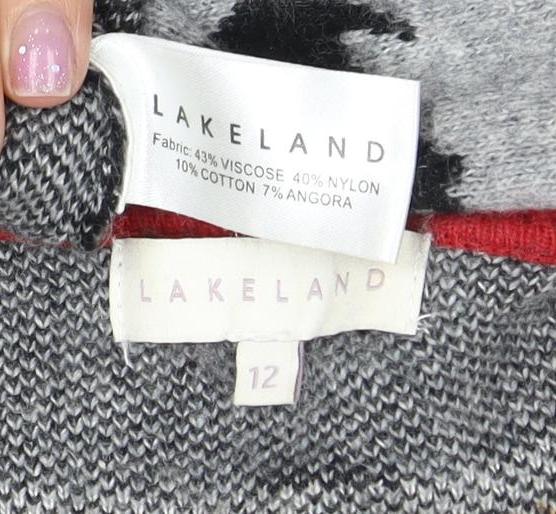 LAKELAND
Fabric: 43% VISCOSE 40% NYLON
10% COTTON 7% ANGORA
LAKELAND
12